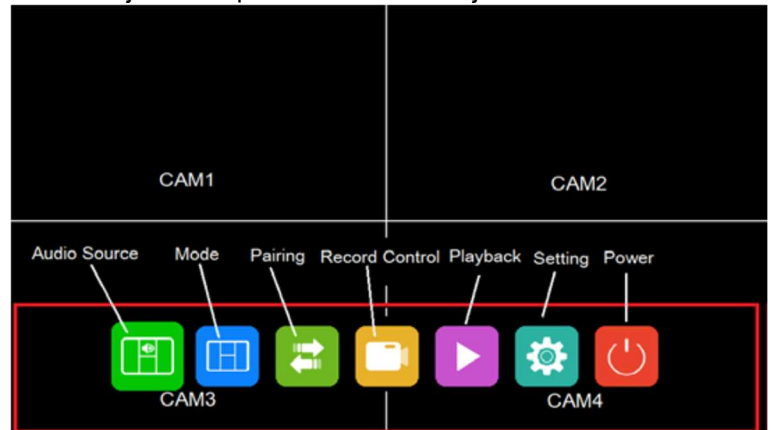 CAM1
CAM2
Audio Source
Mode
Pairing
Record Control
Playback
Setting
Power
CAM3
CAM4